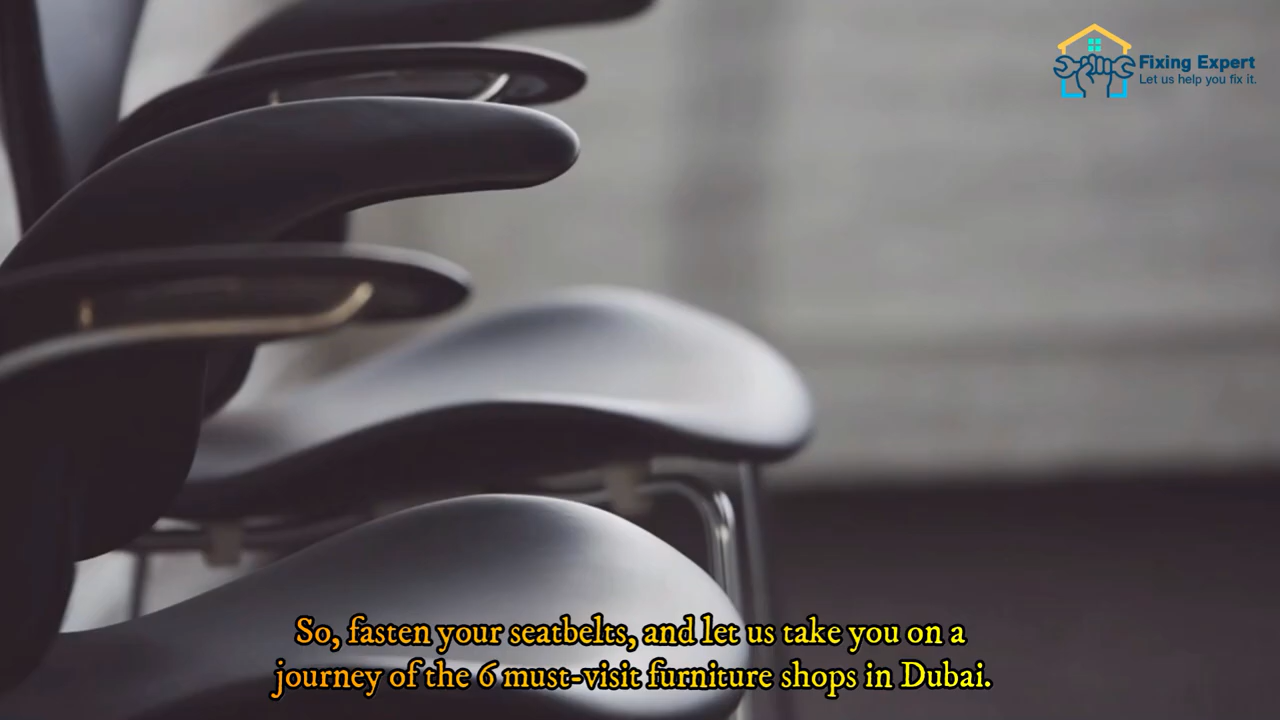 Fixing Expert
Let us help you fix it.
So, fasten your seatbelts, and let us take you on a
journey of the 6 must-visit furniture shops in Dubai.